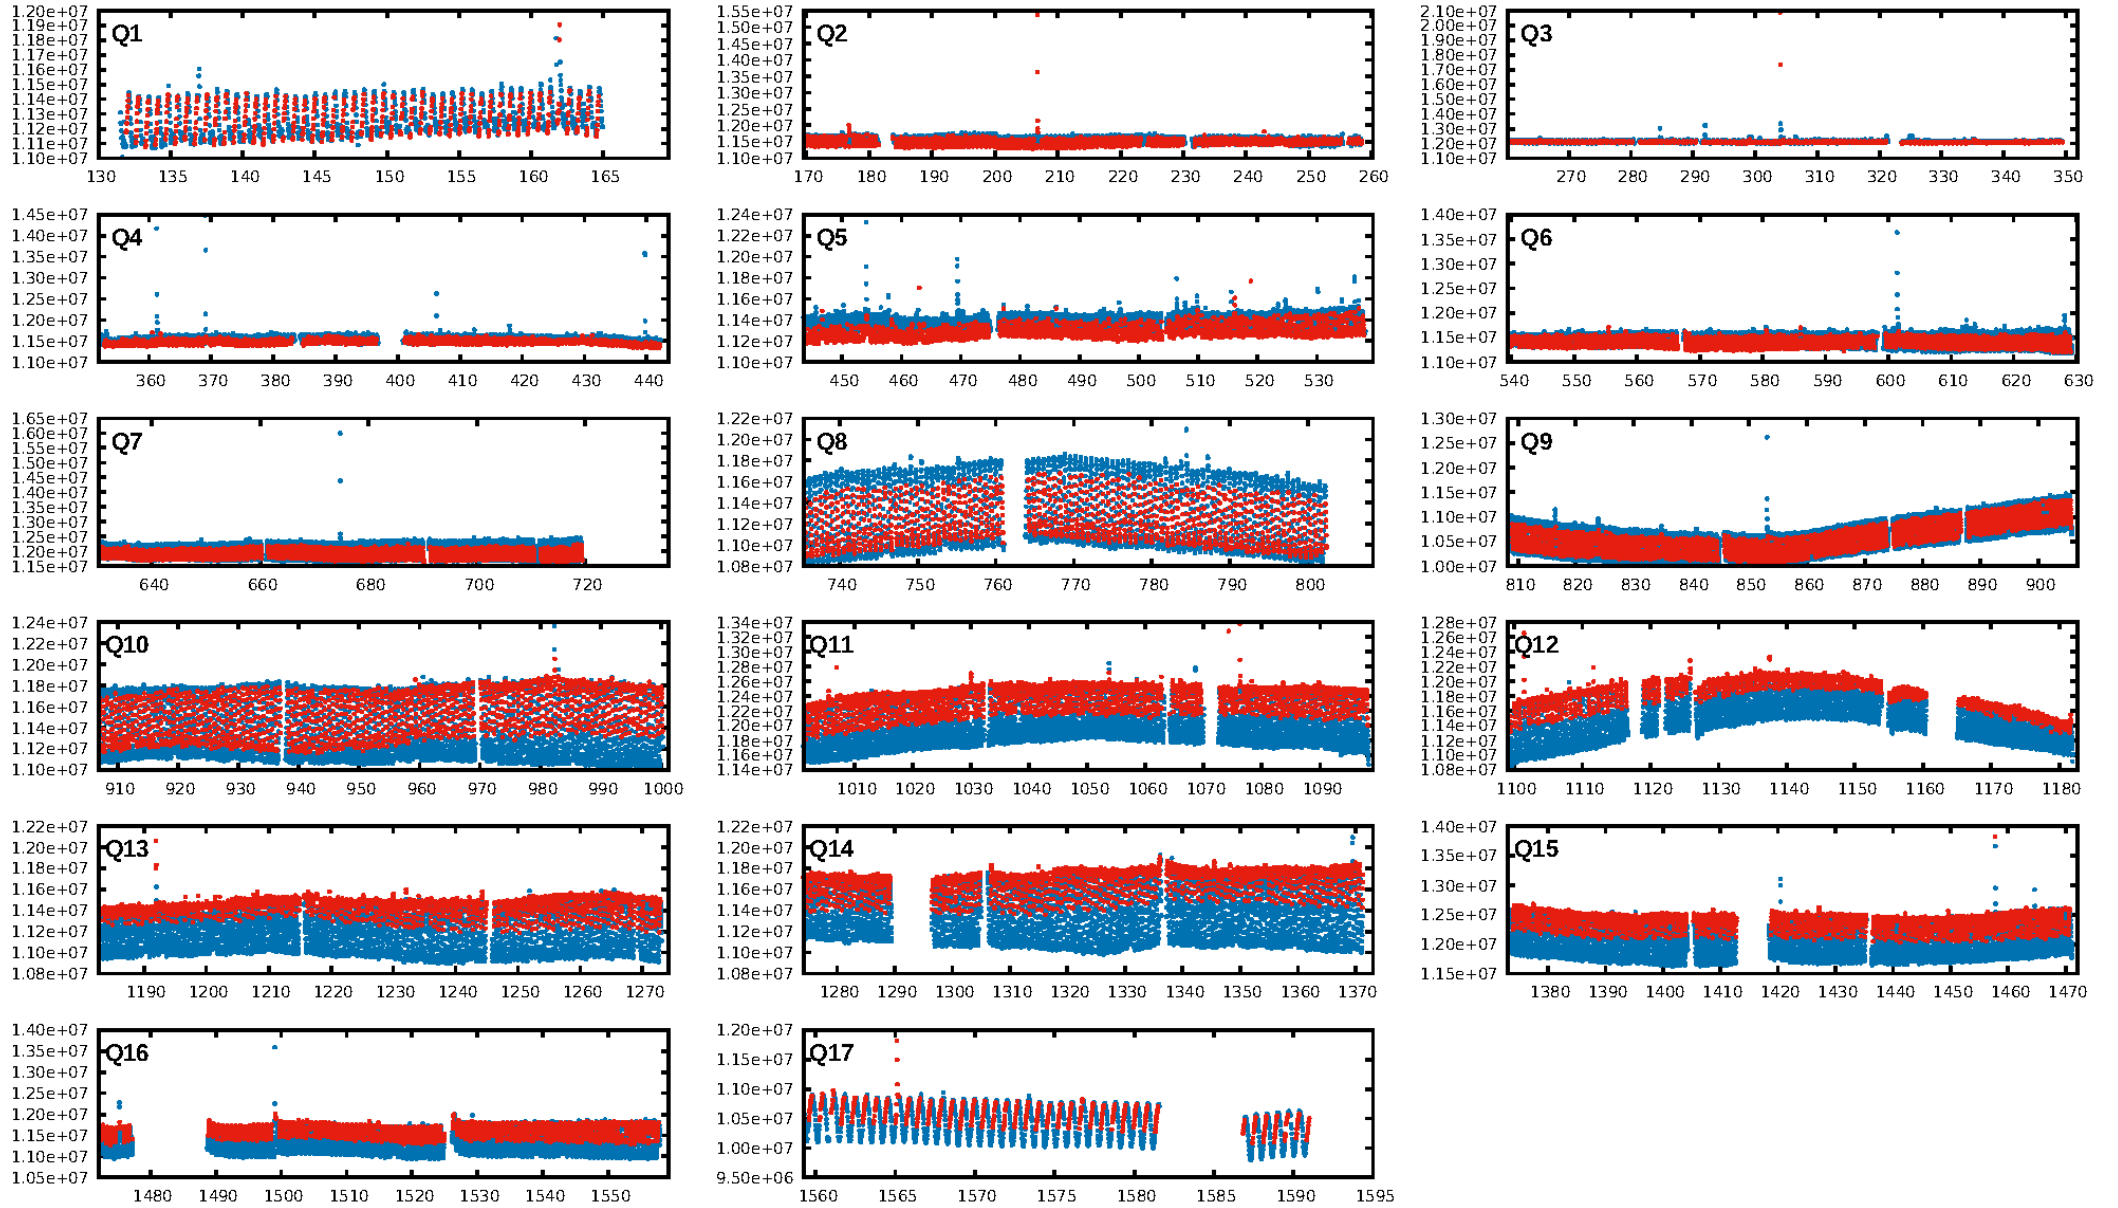 1.20e+07
1.19e+07
1.18e+07
1.17e+07
1.16e+07
1.15e+07
1.14e+07
1.13e+07
1.12e+07
1.11e+07
1.10e+07
Q1
130 135 140 145 150 155 160 165
1.55e+07
1.50e+07
1.45e+07
1.40e+07
1.35e+07
1.30e+07
1.25e+07
1.20e+07
1.15e+07
1.10e+07
Q2
170 180 190 200 210 220 230 240 250 260
2.10e+07
2.00e+07
1.90e+07
1.80e+07
1.70e+07
1.60e+07
1.50e+07
1.40e+07
1.30e+07
1.20e+07
1.10e+07
Q3
270 280 290 300 310 320 330 340 350
1.45e+07
1.40e+07
1.35e+07
1.30e+07
1.25e+07
1.20e+07
1.15e+07
1.10e+07
Q4
360 370 380 390 400 410 420 430 440
1.24e+07
1.22e+07
1.20e+07
1.18e+07
1.16e+07
1.14e+07
1.12e+07
1.10e+07
Q5
450 460 470 480 490 500 510 520 530
1.40e+07
1.35e+07
1.30e+07
1.25e+07
1.20e+07
1.15e+07
1.10e+07
Q6
540 550 560 570 580 590 600 610 620 630
1.65e+07
1.60e+07
1.55e+07
1.50e+07
1.45e+07
1.40e+07
1.35e+07
1.30e+07
1.25e+07
1.20e+07
1.15e+07
Q7
640 660 680 700 720
1.22e+07
1.20e+07
1.18e+07
1.16e+07
1.14e+07
1.12e+07
1.10e+07
1.08e+07
Q8
740 750 760 770 780 790 800
1.30e+07
1.25e+07
1.20e+07
1.15e+07
1.10e+07
1.05e+07
1.00e+07
Q9
810 820 830 840 850 860 870 880 890 900
1.24e+07
1.22e+07
1.20e+07
1.18e+07
1.16e+07
1.14e+07
1.12e+07
1.10e+07
Q10
910 920 930 940 950 960 970 980 990 1000
1.34e+07
1.32e+07
1.30e+07
1.28e+07
1.26e+07
1.24e+07
1.22e+07
1.20e+07
1.18e+07
1.16e+07
1.14e+07
Q11
1010 1020 1030 1040 1050 1060 1070 1080 1090
1.28e+07
1.26e+07
1.24e+07
1.22e+07
1.20e+07
1.18e+07
1.16e+07
1.14e+07
1.12e+07
1.10e+07
1.08e+07
Q12
1100 1110 1120 1130 1140 1150 1160 1170 1180
1.22e+07
1.20e+07
1.18e+07
1.16e+07
1.14e+07
1.12e+07
1.10e+07
1.08e+07
Q13
1190 1200 1210 1220 1230 1240 1250 1260 1270
1.22e+07
1.20e+07
1.18e+07
1.16e+07
1.14e+07
1.12e+07
1.10e+07
1.08e+07
Q14
1280 1290 1300 1310 1320 1330 1340 1350 1360 1370
1.40e+07
1.35e+07
1.30e+07
1.25e+07
1.20e+07
1.15e+07
Q15
1380 1390 1400 1410 1420 1430 1440 1450 1460 1470
1.40e+07
1.35e+07
1.30e+07
1.25e+07
1.20e+07
1.15e+07
1.10e+07
1.05e+07
Q16
1480 1490 1500 1510 1520 1530 1540 1550
1.20e+07
1.15e+07
1.10e+07
1.05e+07
1.00e+07
9.50e+06
Q17
1560 1565 1570 1575 1580 1585 1590 1595